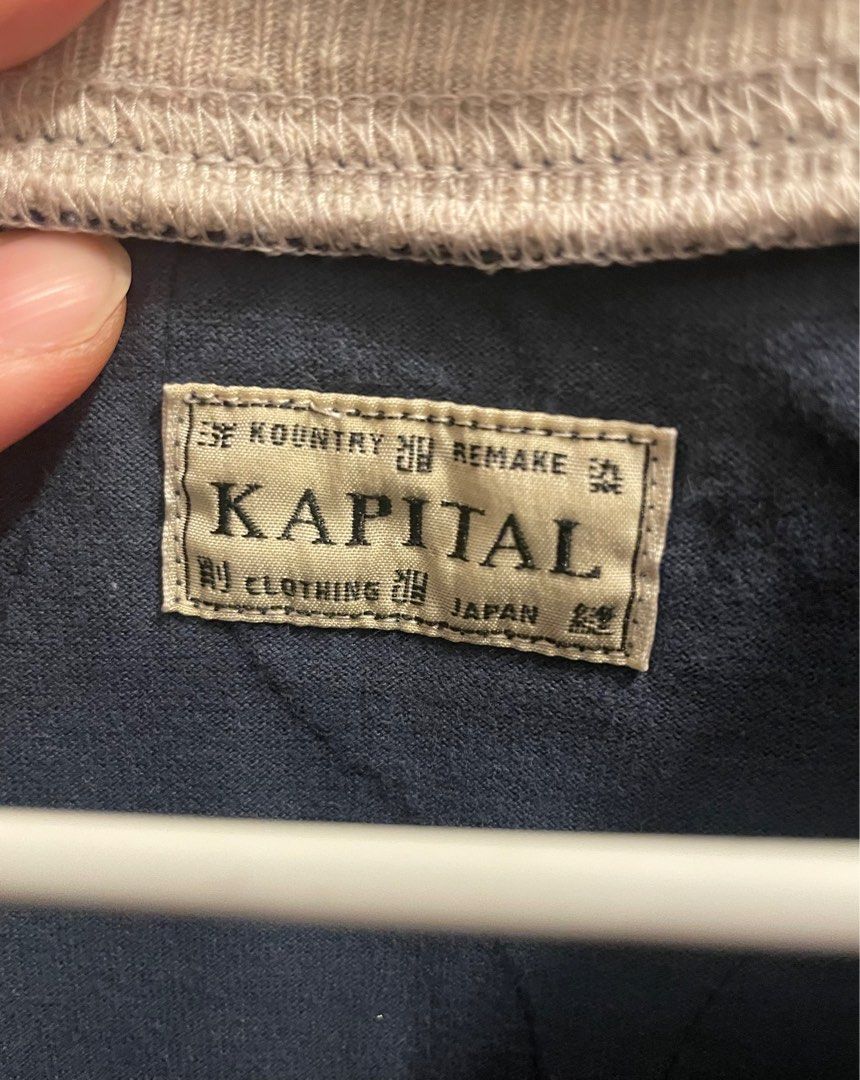 KOUNTRY REMAKE 染
KAPITAL
CLOTHING JAPAN 縫